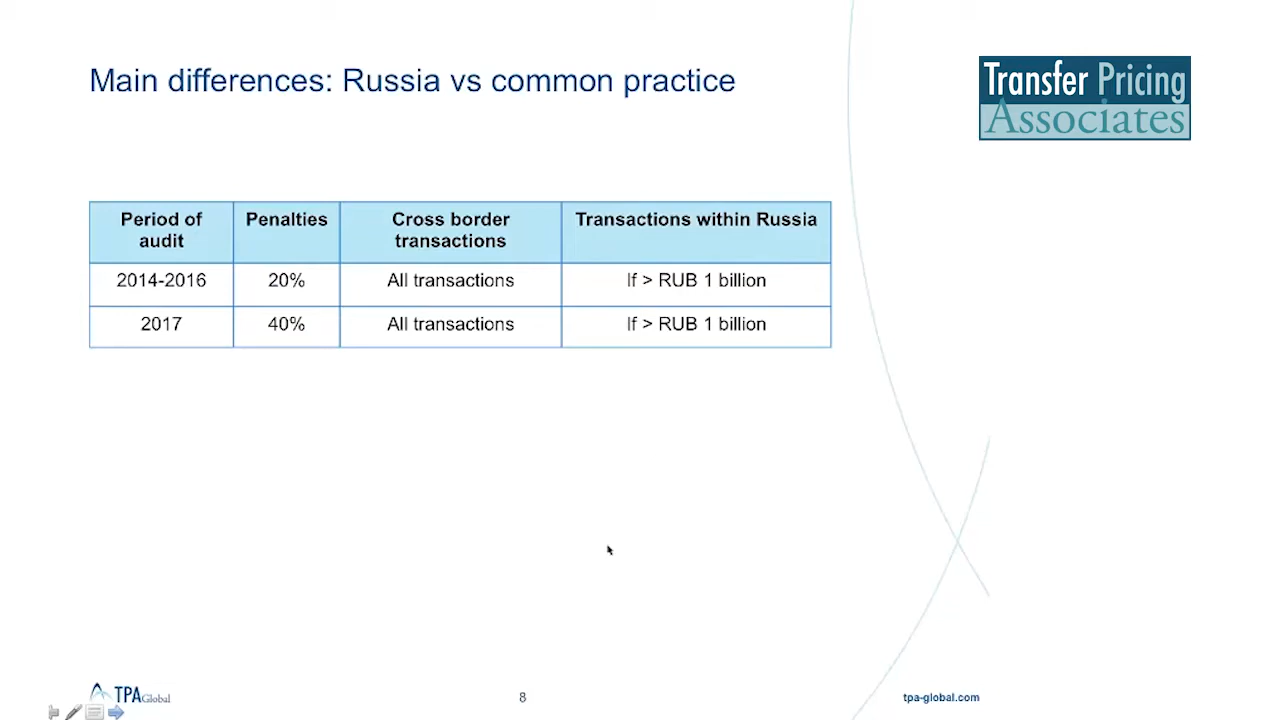 Main differences: Russia vs common practice
Transfer Pricing
Associates
Period of audit Penalties Cross border transactions Transactions within Russia
2014-2016 20% All transactions If > RUB 1 billion
2017 40% All transactions If > RUB 1 billion
TPA Global
8
tpa-global.com